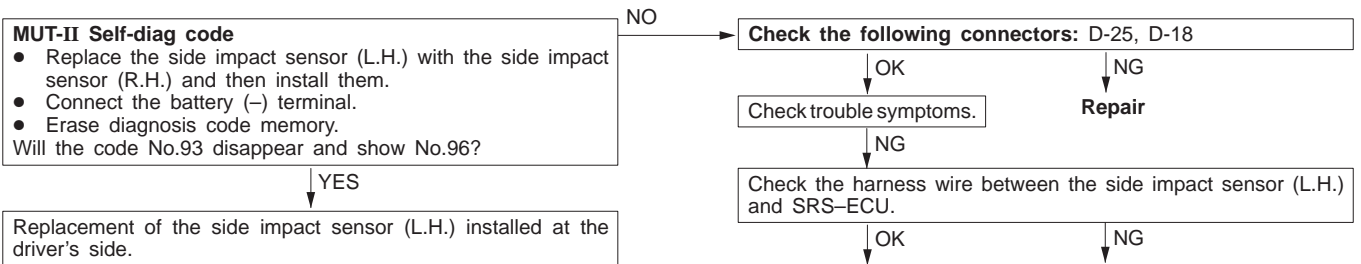 MUT-II Self-diag code
● Replace the side impact sensor (L.H.) with the side impact
sensor (R.H.) and then install them.
● Connect the battery (–) terminal.
● Erase diagnosis code memory.
Will the code No.93 disappear and show No.96?
NO
YES
Replacement of the side impact sensor (L.H.) installed at the
driver's side.
Check the following connectors: D-25, D-18
OK
NG
Check trouble symptoms.
Repair
NG
Check the harness wire between the side impact sensor (L.H.)
and SRS–ECU.
OK
NG